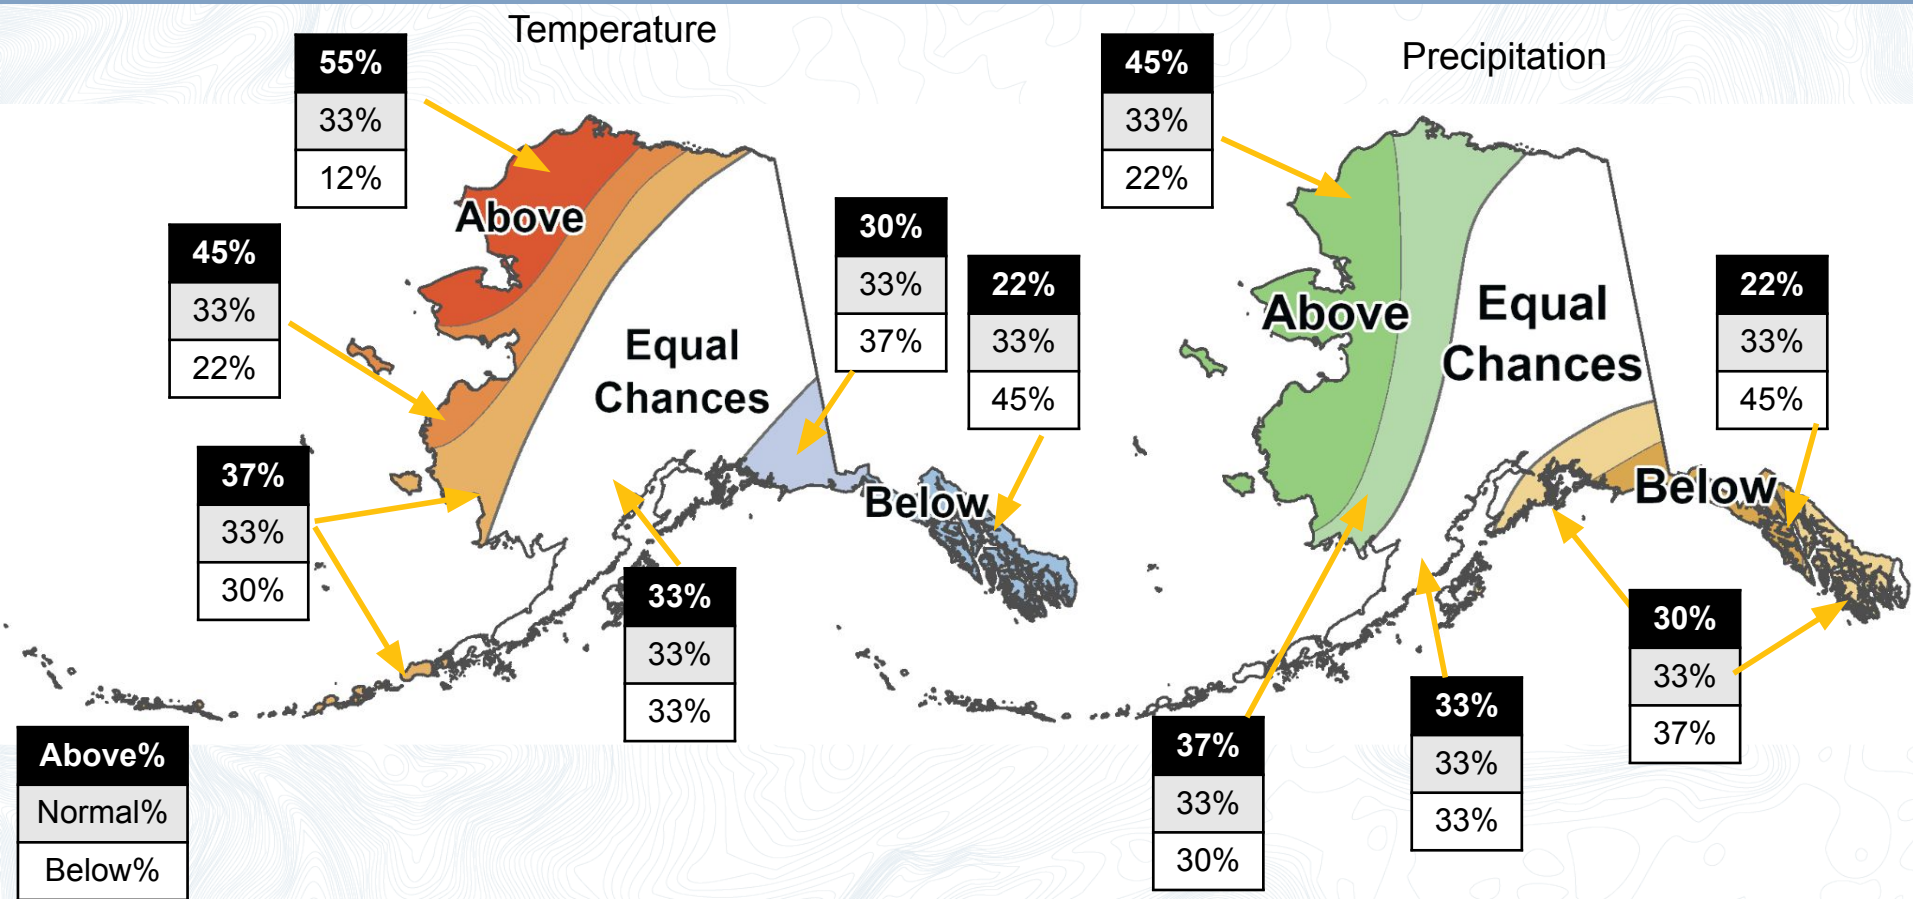 Temperature
55%
33%
12%
Above
45%
33%
22%
37%
33%
30%
Equal
Chances
30%
33%
37%
22%
33%
45%
Below
33%
33%
33%
Above%
Normal%
Below%
Precipitation
45%
33%
22%
Above
Equal
Chances
22%
33%
45%
Below
37%
33%
30%
33%
33%
33%
30%
33%
37%